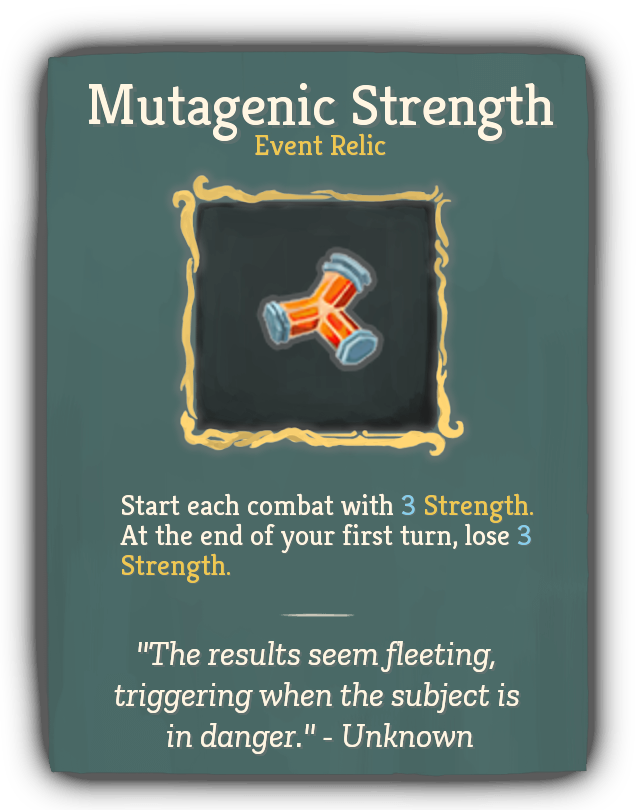 Mutagenic Strength
Event Relic
Start each combat with 3 Strength.
At the end of your first turn, lose 3
Strength.
"The results seem fleeting,
triggering when the subject is
in danger." - Unknown